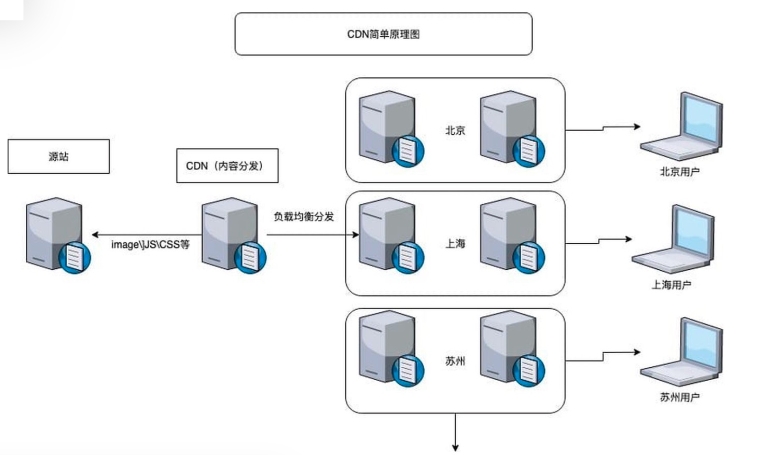 CDN简单原理图
北京
北京用户
源站
CDN（内容分发）
负载均衡分发
image\]JS\CSS等
上海
上海用户
苏州
苏州用户